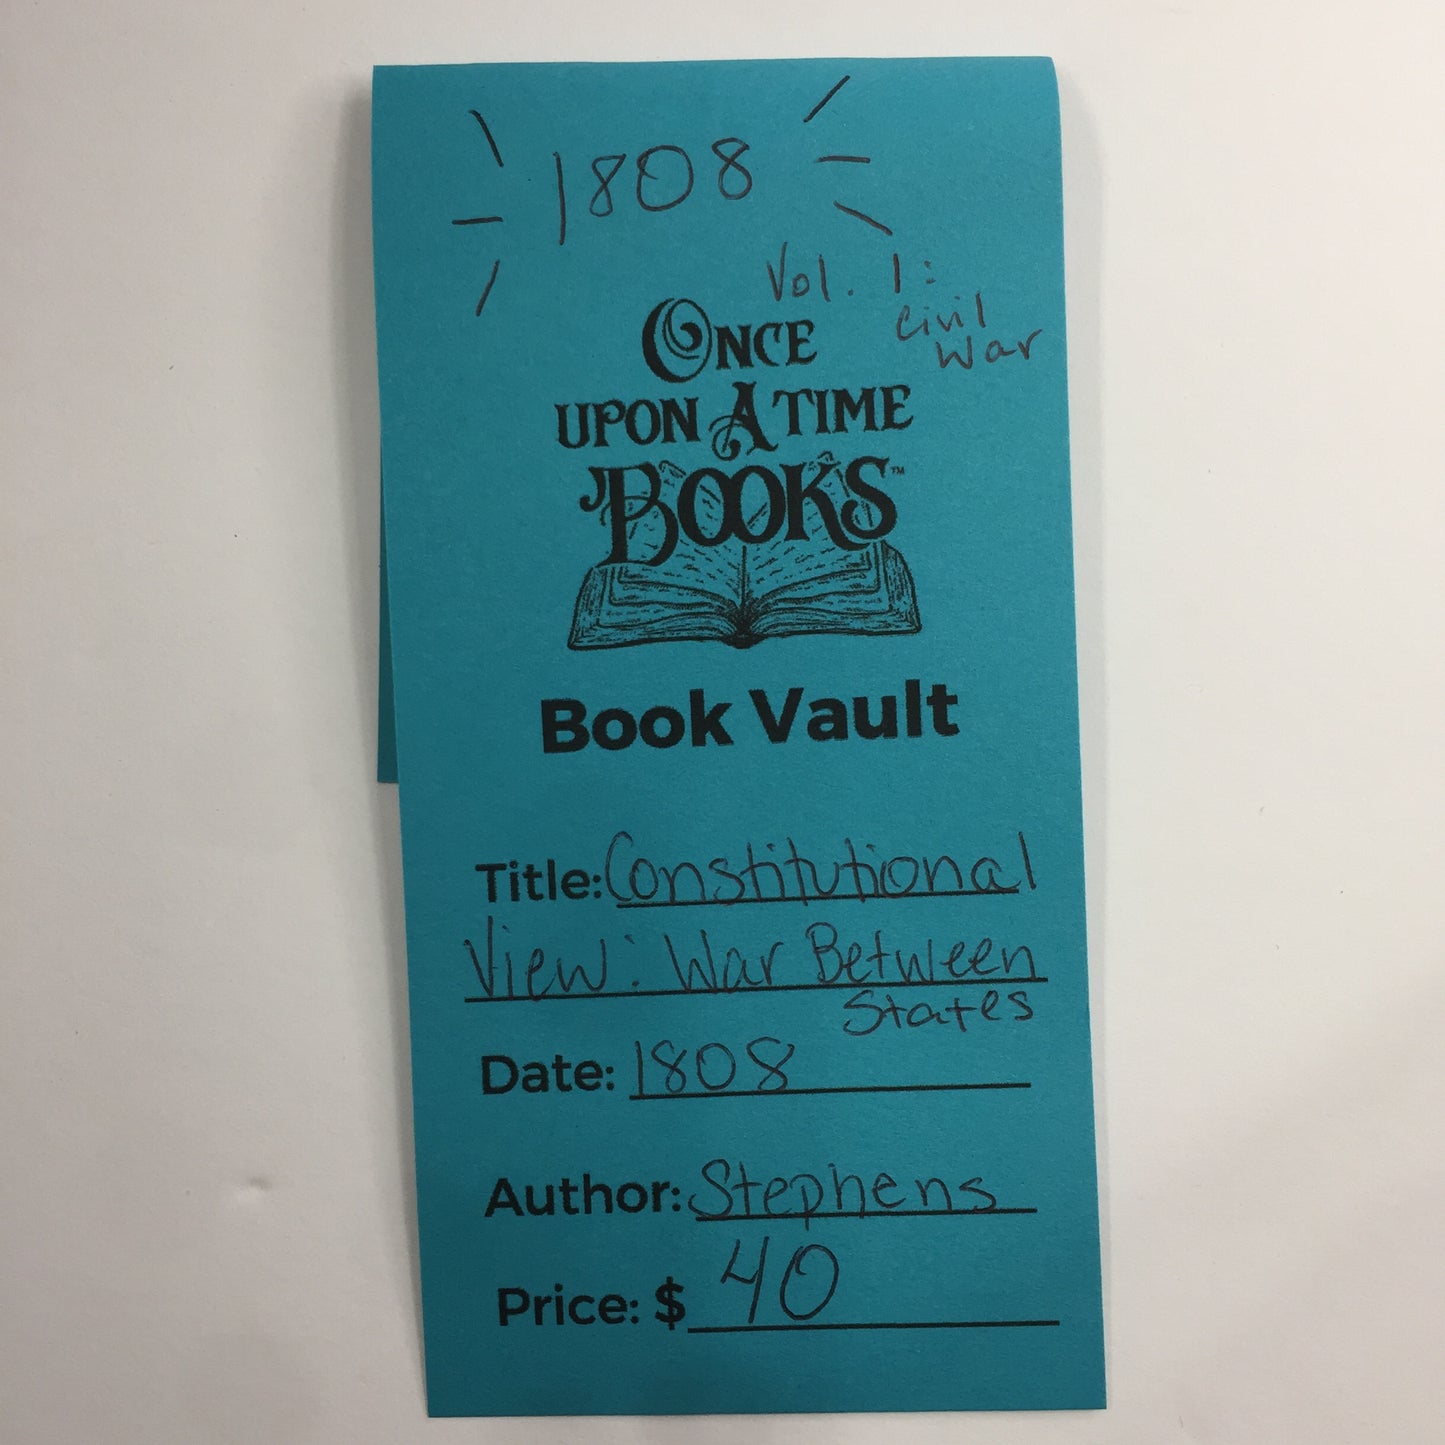 1808
Vol. 1:
Civil
War
ONCE
UPON A TIME
BOOKS™
Book Vault
Title: Constitutional
View: War Between
States
Date: 1808
Author: Stephens
Price: $ 40